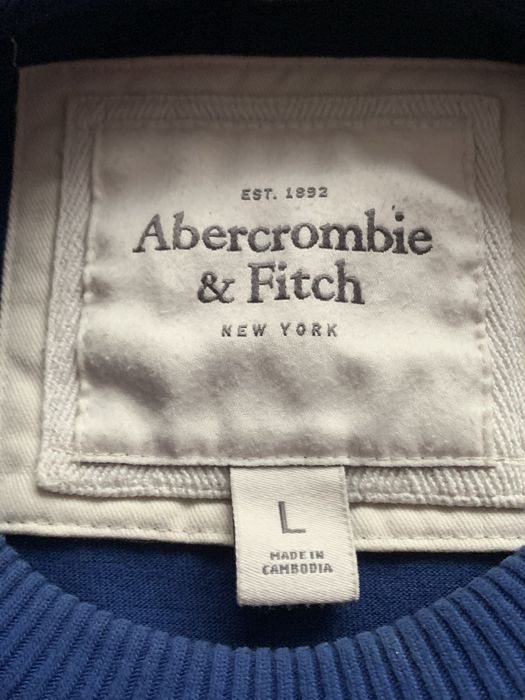 EST. 1892
Abercrombie
& Fitch
NEW YORK
L
MADE IN
CAMBODIA